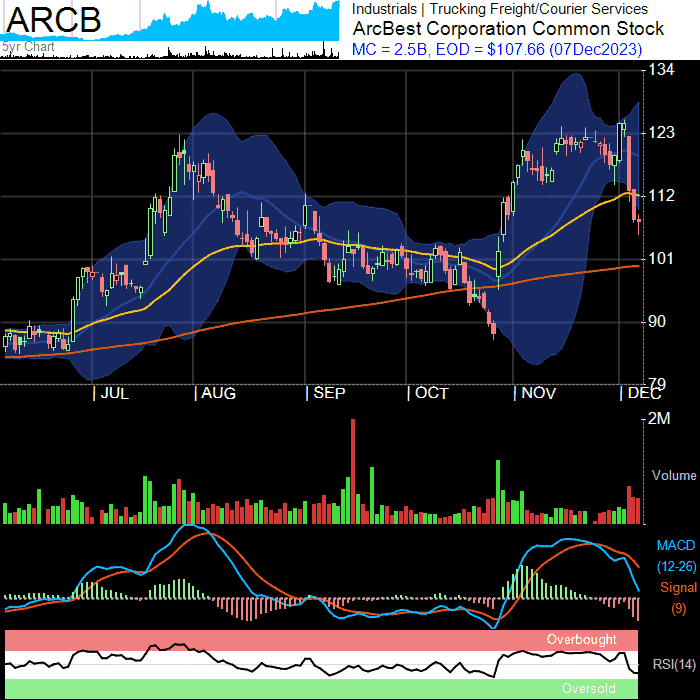 ARCB
5yr Chart
Industrials | Trucking Freight/Courier Services
ArcBest Corporation Common Stock
MC = 2.5B, EOD = $107.66 (07Dec2023)
134
123
112
101
90
79
JUL
AUG
SEP
OCT
NOV
DEC
2M
Volume
MACD
(12-26)
Signal
(9)
Overbought
RSI(14)
Oversold